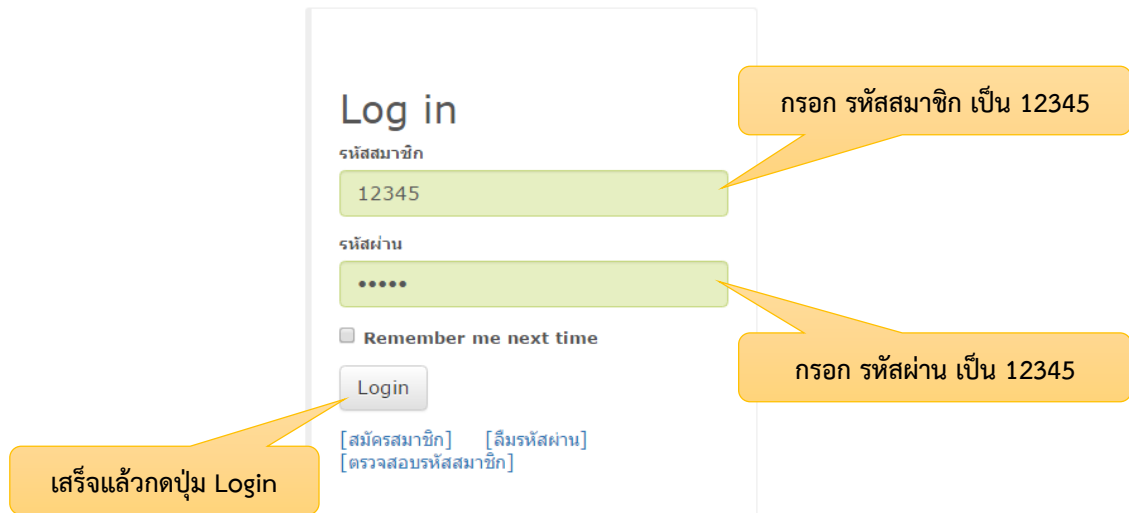 Log in
กรอก รหัสสมาชิก เป็น 12345
รหัสสมาชิก
12345
รหัสผ่าน
•••••
Remember me next time
กรอก รหัสผ่าน เป็น 12345
Login
[สมัครสมาชิก] [ลืมรหัสผ่าน]
[ตรวจสอบรหัสสมาชิก]
เสร็จแล้วกดปุ่ม Login